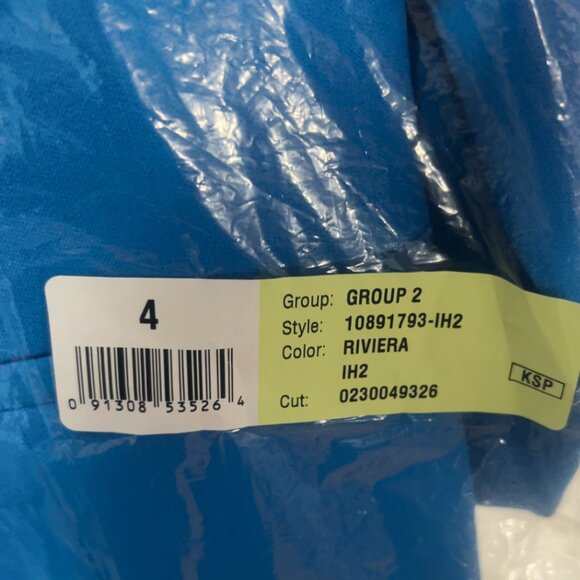 4
0 91308 53526 4
Group: GROUP 2
Style: 10891793-IH2
Color: RIVIERA
IH2
Cut: 0230049326
KSP